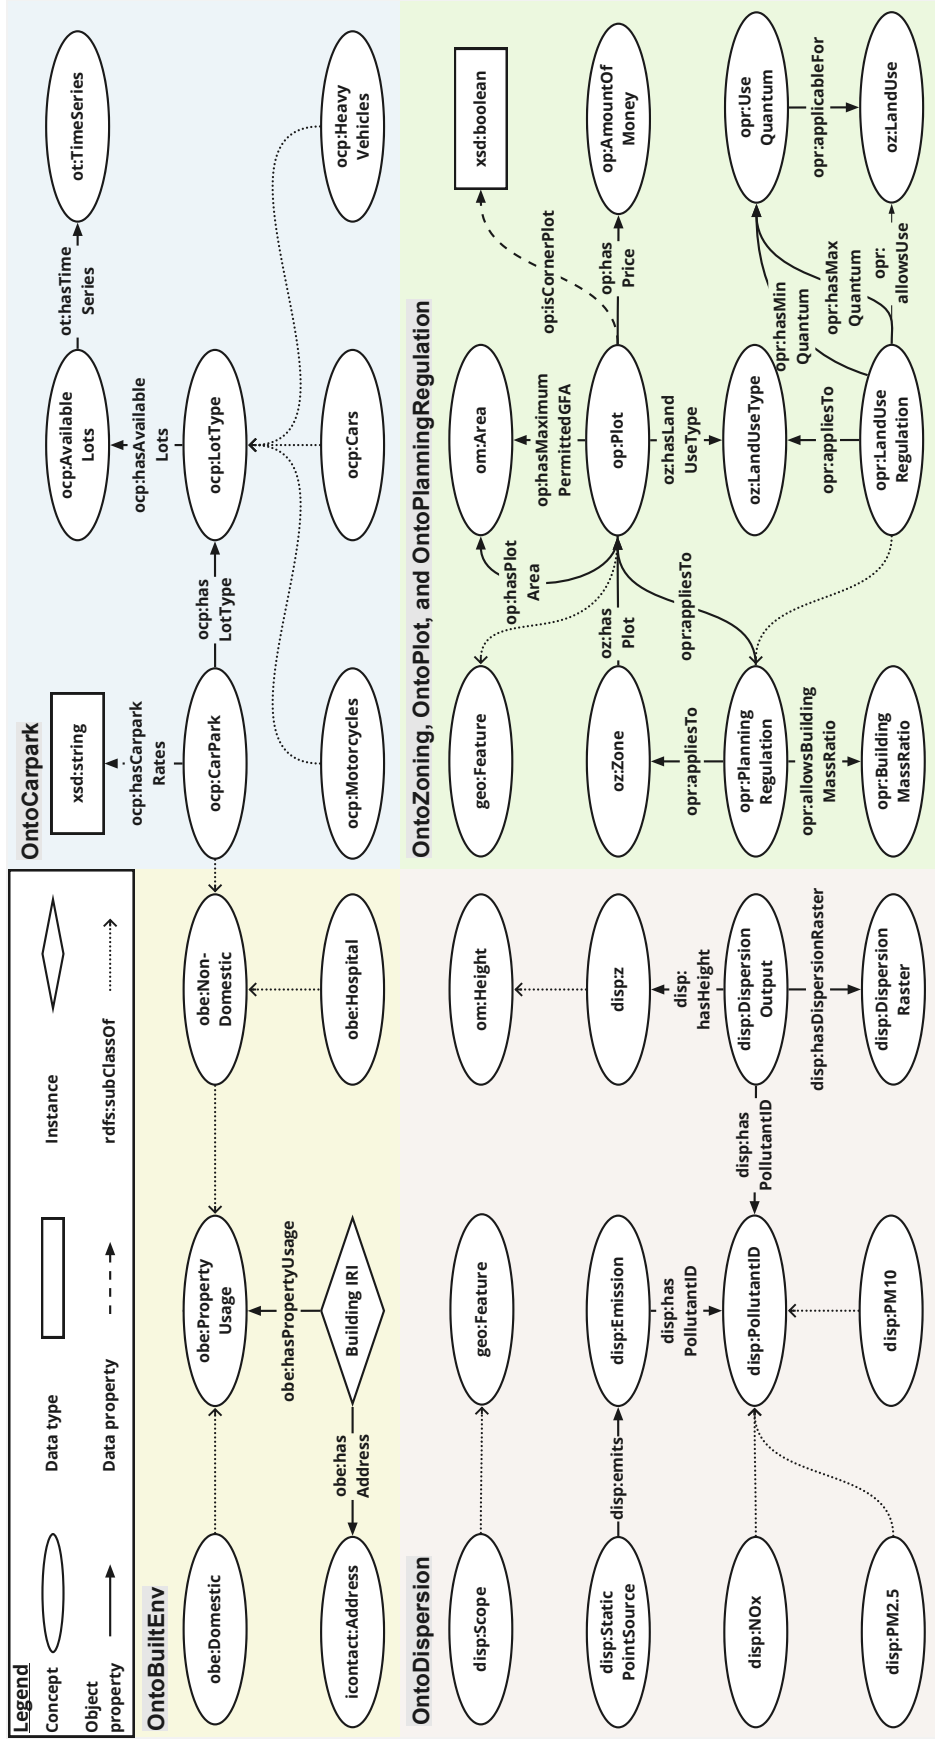 Legend
Concept
Data type
Instance
Object
property
Data property
rdfs:subClassOf
OntoBuiltEnv
obe:Domestic
obe:Property
Usage
obe:Non-
Domestic
obe:hasPropertyUsage
icontact:Address
obe:has
Address
Building IRI
obe:Hospital
OntoCarpark
xsd:string
ocp:Available
Lots
ot:hasTime
Series
ot:TimeSeries
ocp:hasCarpark
Rates
ocp:hasAvailable
Lots
ocp:CarPark
ocp:has
LotType
ocp:LotType
ocp:Motorcycles
ocp:Cars
ocp:Heavy
Vehicles
OntoDispersion
disp:Scope
geo:Feature
om:Height
disp:Static
PointSource
disp:emits
disp:Emission
disp:z
disp:has
PollutantID
disp:
hasHeight
disp:NOx
disp:PollutantID
disp:has
PollutantID
disp:Dispersion
Output
disp:hasDispersionRaster
disp:PM2.5
disp:PM10
disp:Dispersion
Raster
OntoZoning, OntoPlot, and OntoPlanningRegulation
geo:Feature
om:Area
xsd:boolean
op:hasPlot
Area
op:hasMaximum
PermittedGFA
op:isCornerPlot
oz:Zone
oz:has
Plot
op:Plot
op:has
Price
op:AmountOf
Money
opr:appliesTo
opr:appliesTo
oz:hasLand
UseType
opr:Planning
Regulation
oz:LandUseType
opr:hasMin
Quantum
opr:Use
Quantum
opr:allowsBuilding
MassRatio
opr:appliesTo
opr:hasMax
Quantum
opr:applicableFor
opr:Building
MassRatio
opr:LandUse
Regulation
opr:
allowsUse
oz:LandUse